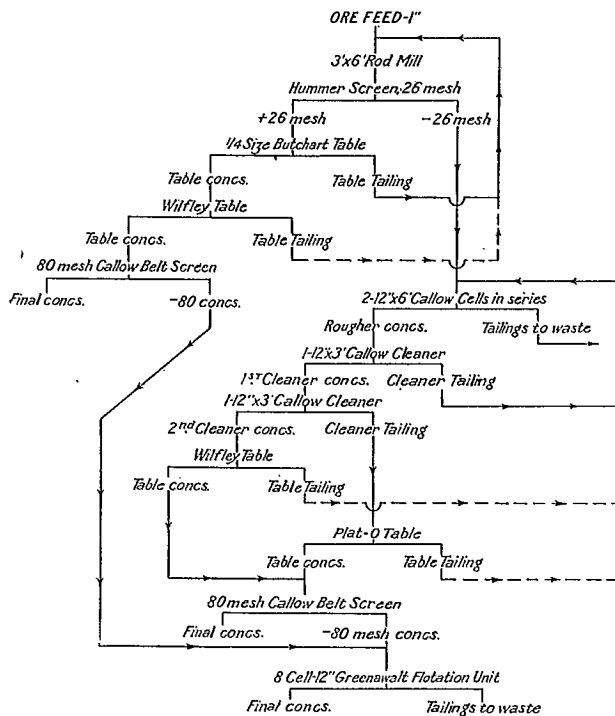 ORE FEED-1"
3'x6' Rod Mill
Hummer Screen, 26 mesh
+26 mesh
-26 mesh
1/4 Size Butchart Table
Table concs.
Table Tailing
Wilfley Table
Table concs.
Table Tailing
80 mesh Callow Belt Screen
Final concs.
-80 concs.
2-12"x6' Callow Cells in series
Rougher concs.
Tailings to waste
1-12"x3' Callow Cleaner
1ST Cleaner concs.
Cleaner Tailing
1-12"x3' Callow Cleaner
2nd Cleaner concs.
Cleaner Tailing
Wilfley Table
Table concs.
Table Tailing
Plat-O Table
Table concs.
Table Tailing
80 mesh Callow Belt Screen
Final concs.
-80 mesh concs.
8 Cell-12" Greenawalt Flotation Unit
Final concs.
Tailings to waste